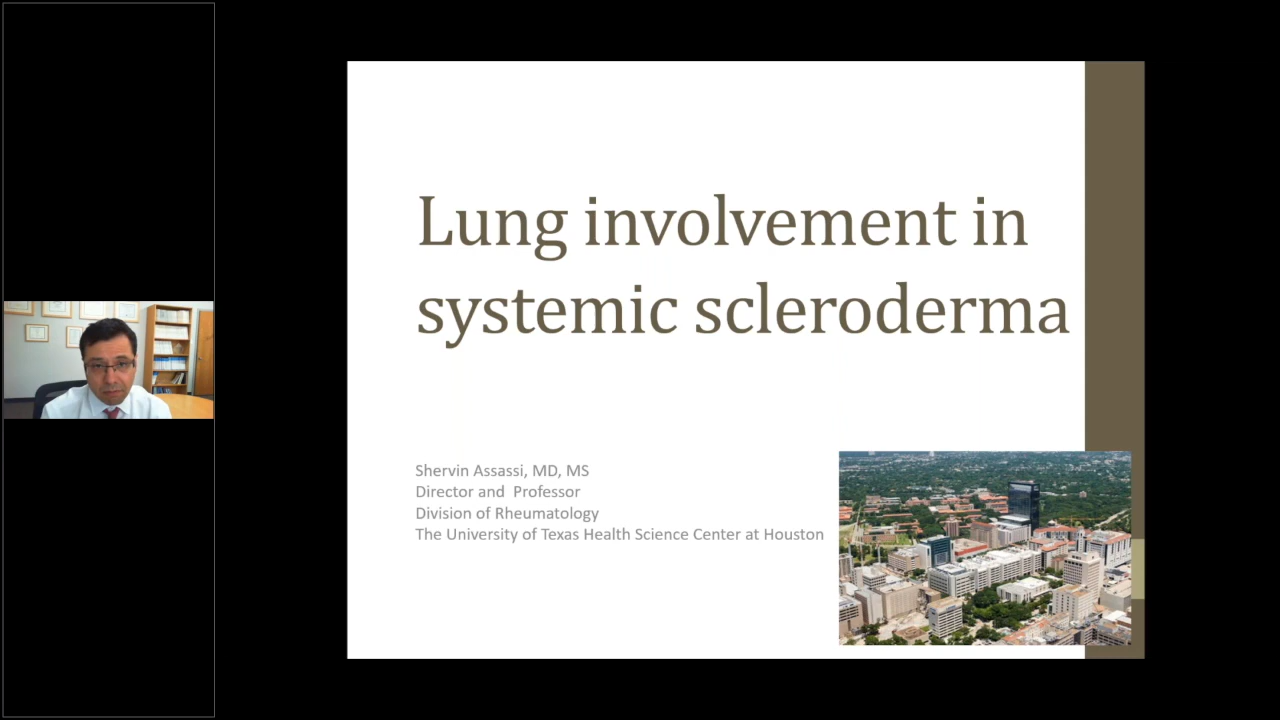 Lung involvement in
systemic scleroderma
Shervin Assassi, MD, MS
Director and  Professor
Division of Rheumatology
The University of Texas Health Science Center at Houston